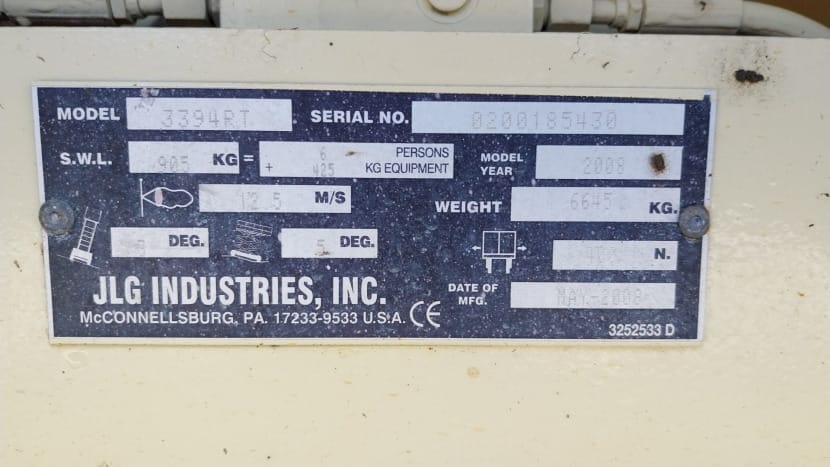 MODEL 3394RT SERIAL NO. 0200185430
S.W.L. 905 KG = 6 PERSONS
+ 425 KG EQUIPMENT
MODEL YEAR 2008
12.5 M/S
WEIGHT 6645 KG.
DEG. 5 DEG.
N.
JLG INDUSTRIES, INC.
McCONNELLSBURG, PA. 17233-9533 U.S.A. CE
DATE OF MFG. MAY-2008
3252533 D